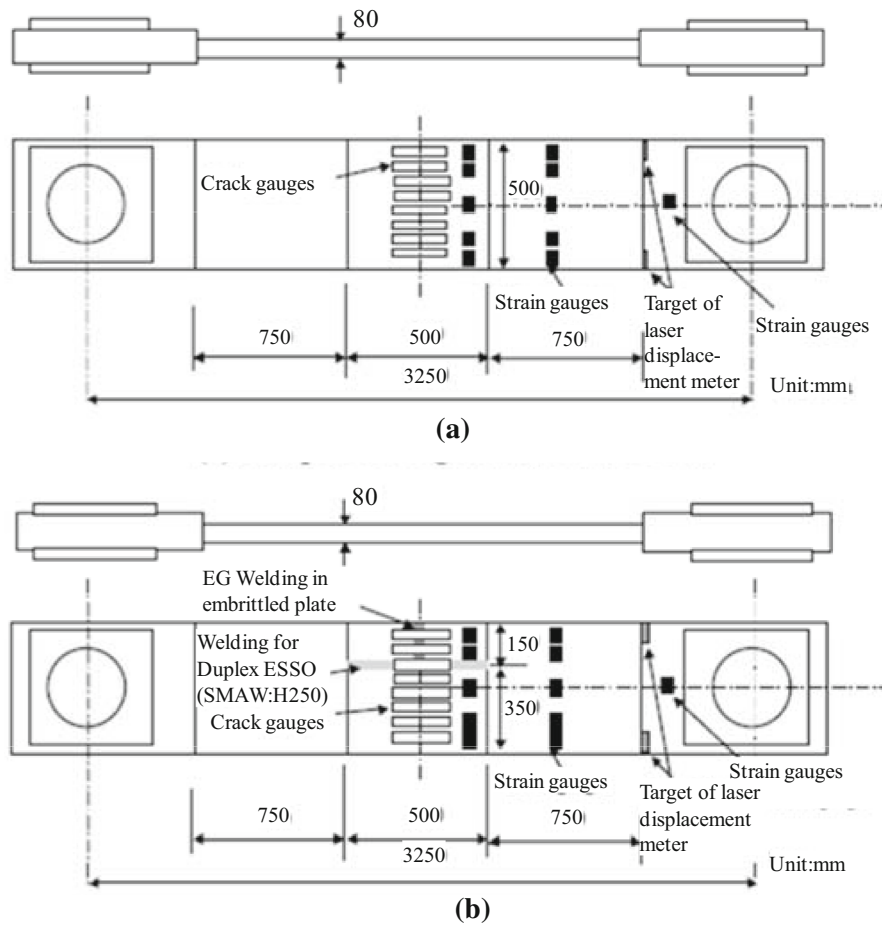 80
Crack gauges
500
Strain gauges
Target of
laser
displace-
ment meter
Strain gauges
750
500
750
3250
Unit:mm
(a)
80
EG Welding in
embrittled plate
Welding for
Duplex ESSO
(SMAW:H250)
Crack gauges
150
350
Strain gauges
Strain gauges
Target of laser
displacement
meter
750
500
750
3250
Unit:mm
(b)